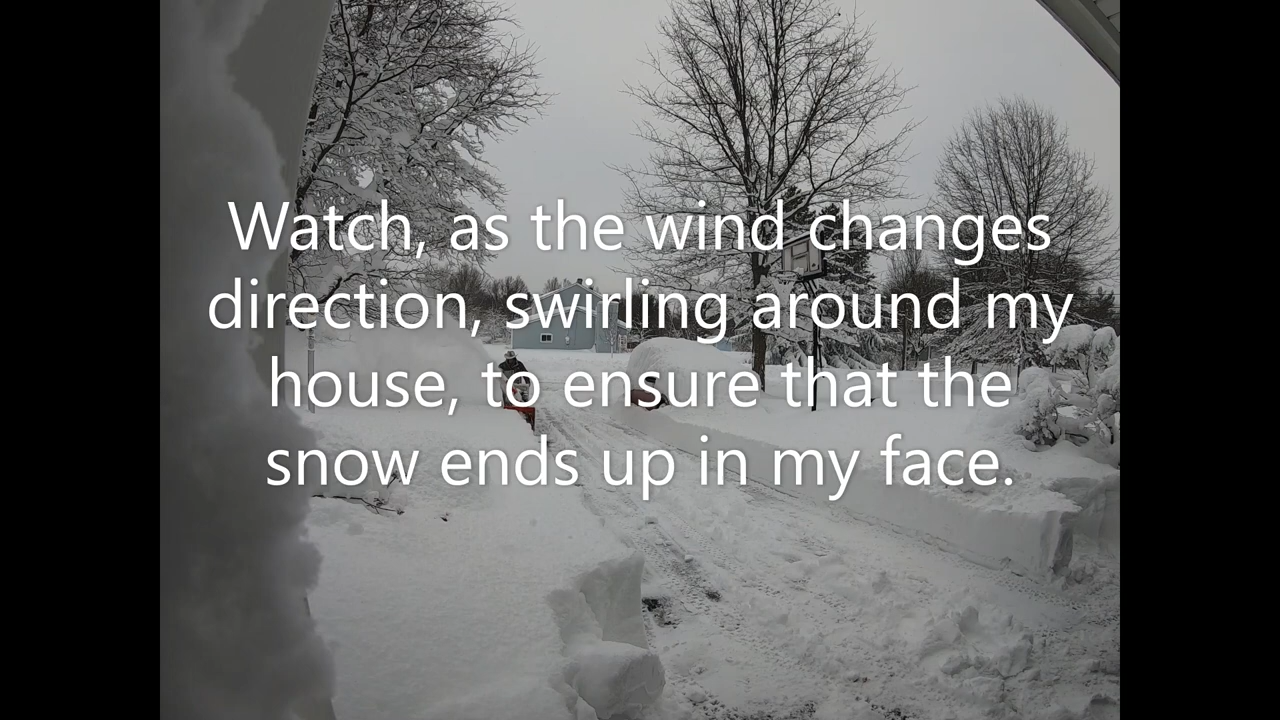 Watch, as the wind changes
direction, swirling around my
house, to ensure that the
snow ends up in my face.